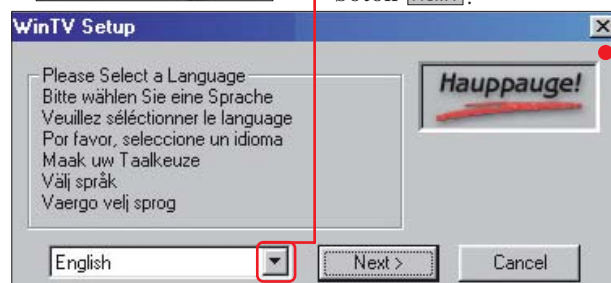 WinTV Setup
Please Select a Language
Bitte wählen Sie eine Sprache
Veuillez séléctionner le language
Por favor, seleccione un idioma
Maak uw Taalkeuze
Välj språk
Vaergo velj sprog
Hauppauge!
English
Next >
Cancel